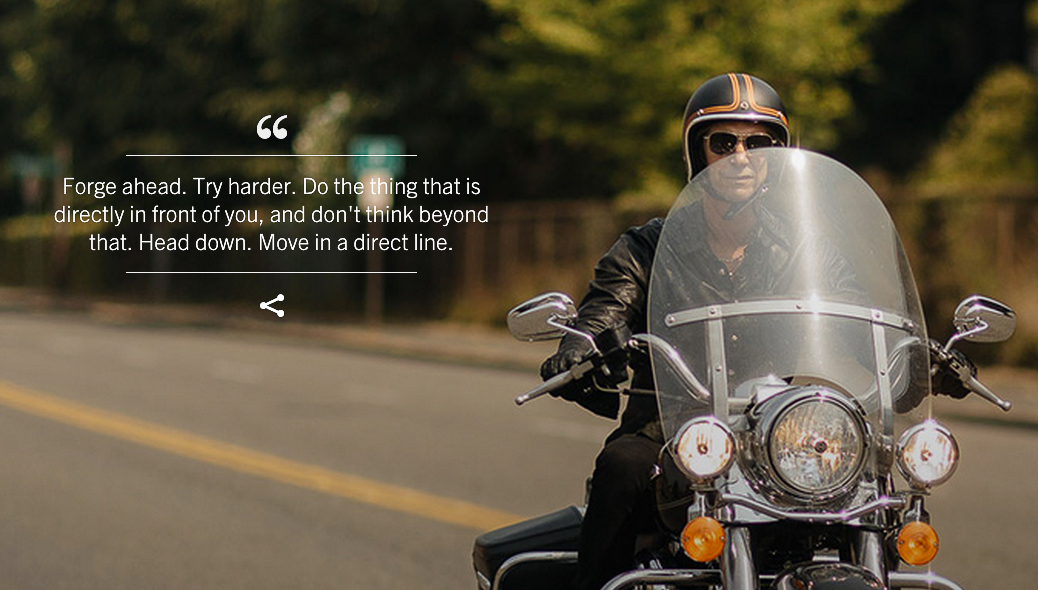 Forge ahead. Try harder. Do the thing that is
directly in front of you, and don't think beyond
that. Head down. Move in a direct line.